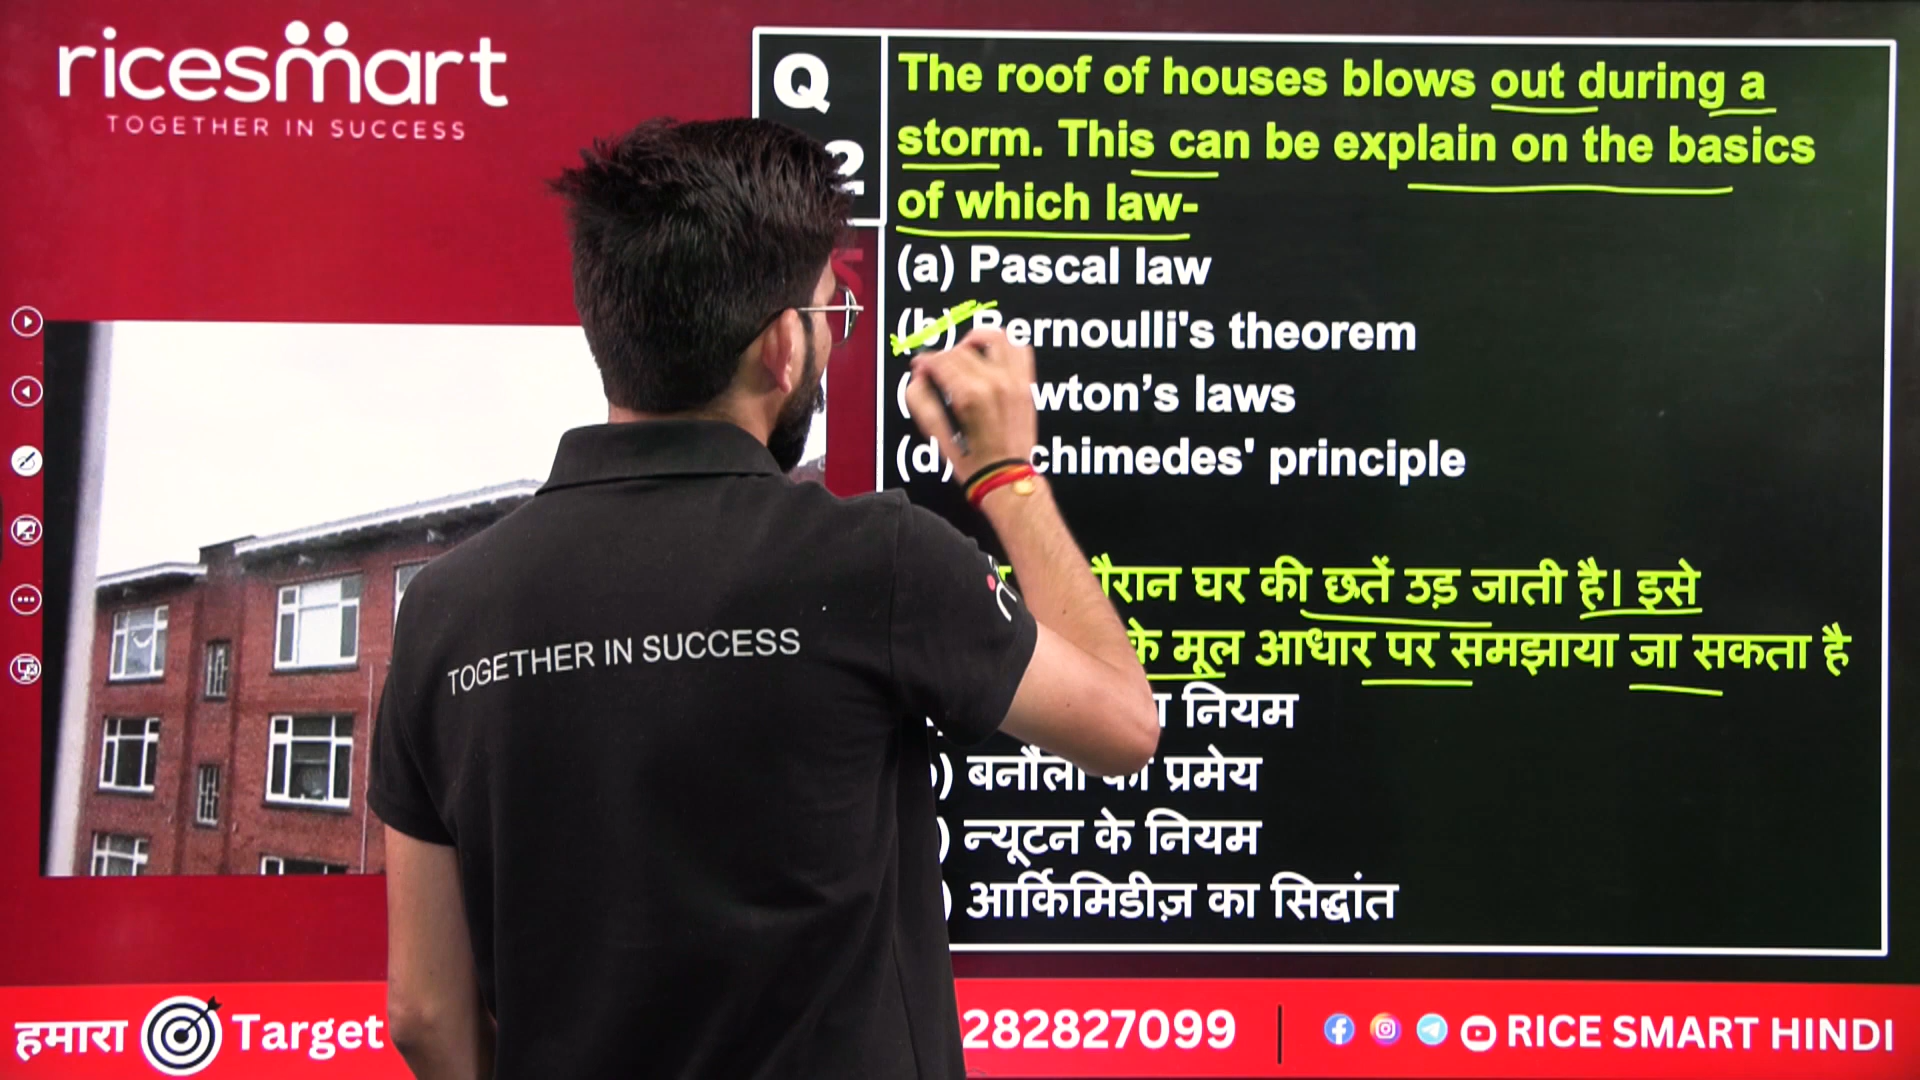 ricesmart
TOGETHER IN SUCCESS
Q
2
The roof of houses blows out during a
storm. This can be explain on the basics
of which law-
(a) Pascal law
(b) Bernoulli's theorem
wton's laws
(d) chimedes' principle
घर की छतें उड़ जाती है। इसे
के मूल आधार पर समझाया जा सकता है
नियम
) बर्नौली का प्रमेय
) न्यूटन के नियम
) आर्किमिडीज़ का सिद्धांत
TOGETHER IN SUCCESS
हमारा Target
282827099
RICE SMART HINDI